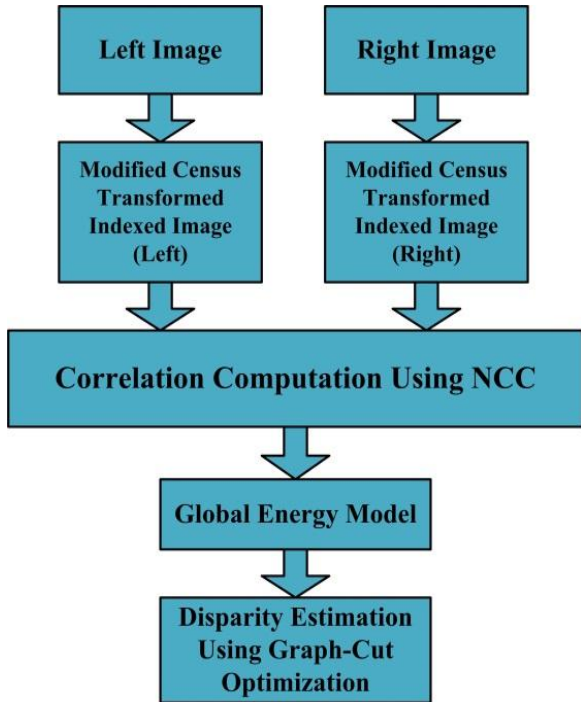 Left Image
Right Image
Modified Census
Transformed
Indexed Image
(Left)
Modified Census
Transformed
Indexed Image
(Right)
Correlation Computation Using NCC
Global Energy Model
Disparity Estimation
Using Graph-Cut
Optimization